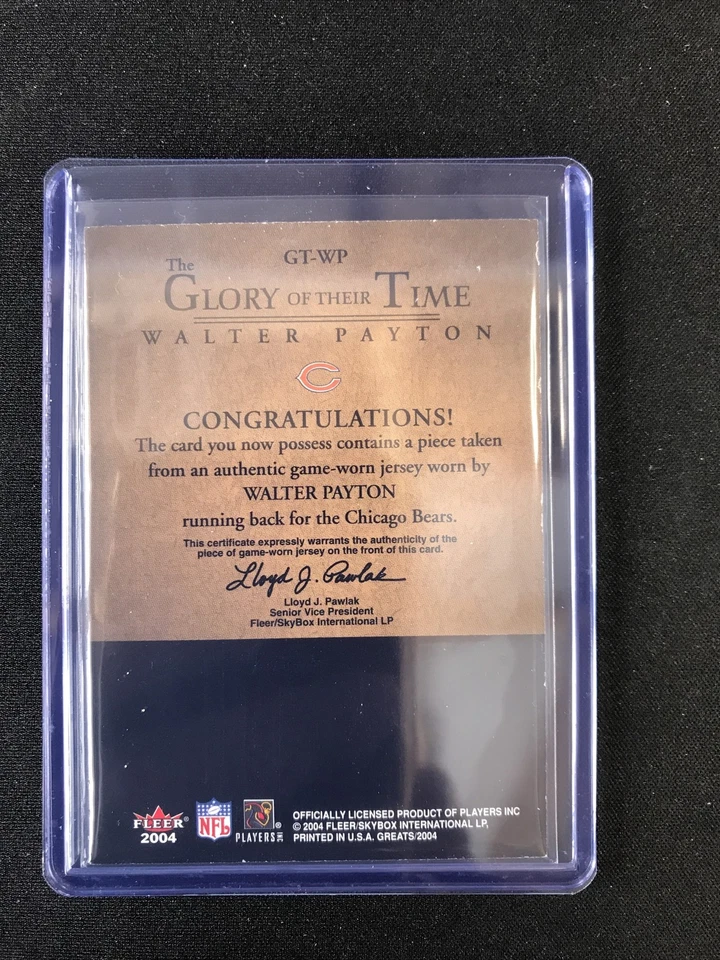 GT-WP
The
GLORY OF THEIR TIME
WALTER PAYTON
C
CONGRATULATIONS!
The card you now possess contains a piece taken
from an authentic game-worn jersey worn by
WALTER PAYTON
running back for the Chicago Bears.
This certificate expressly warrants the authenticity of the
piece of game-worn jersey on the front of this card.
Lloyd J. Pawlak
Lloyd J. Pawlak
Senior Vice President
Fleer/SkyBox International LP
FLEER®
2004
NFL
PLAYERS INC ®
OFFICIALLY LICENSED PRODUCT OF PLAYERS INC
© 2004 FLEER/SKYBOX INTERNATIONAL LP,
PRINTED IN U.S.A. GREATS/2004